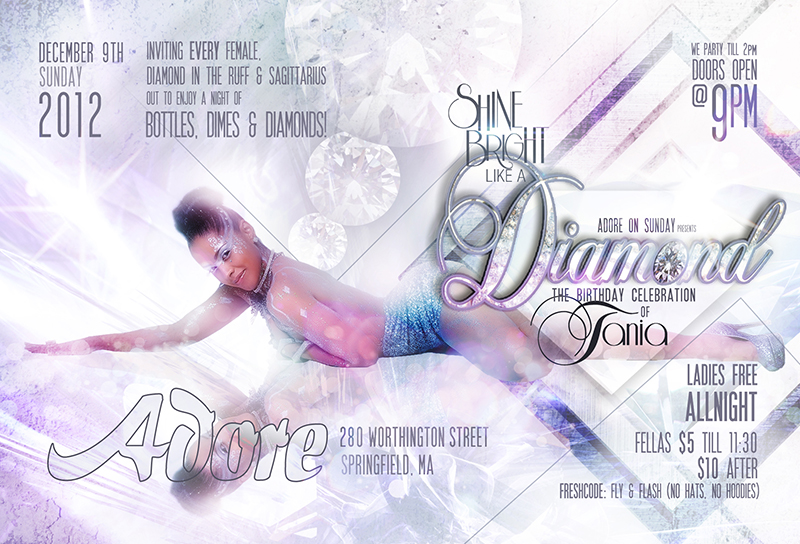 DECEMBER 9TH
SUNDAY
2012
INVITING EVERY FEMALE,
DIAMOND IN THE RUFF & SAGITTARIUS
OUT TO ENJOY A NIGHT OF
BOTTLES, DIMES & DIAMONDS!
WE PARTY TILL 2PM
DOORS OPEN
@ 9PM
SHINE
BRIGHT
LIKE A
ADORE ON SUNDAY PRESENTS
Diamond
THE BIRTHDAY CELEBRATION
OF
Tania
LADIES FREE
ALLNIGHT
FELLAS $5 TILL 11:30
$10 AFTER
FRESHCODE: FLY & FLASH (NO HATS, NO HOODIES)
Adore
280 WORTHINGTON STREET
SPRINGFIELD, MA